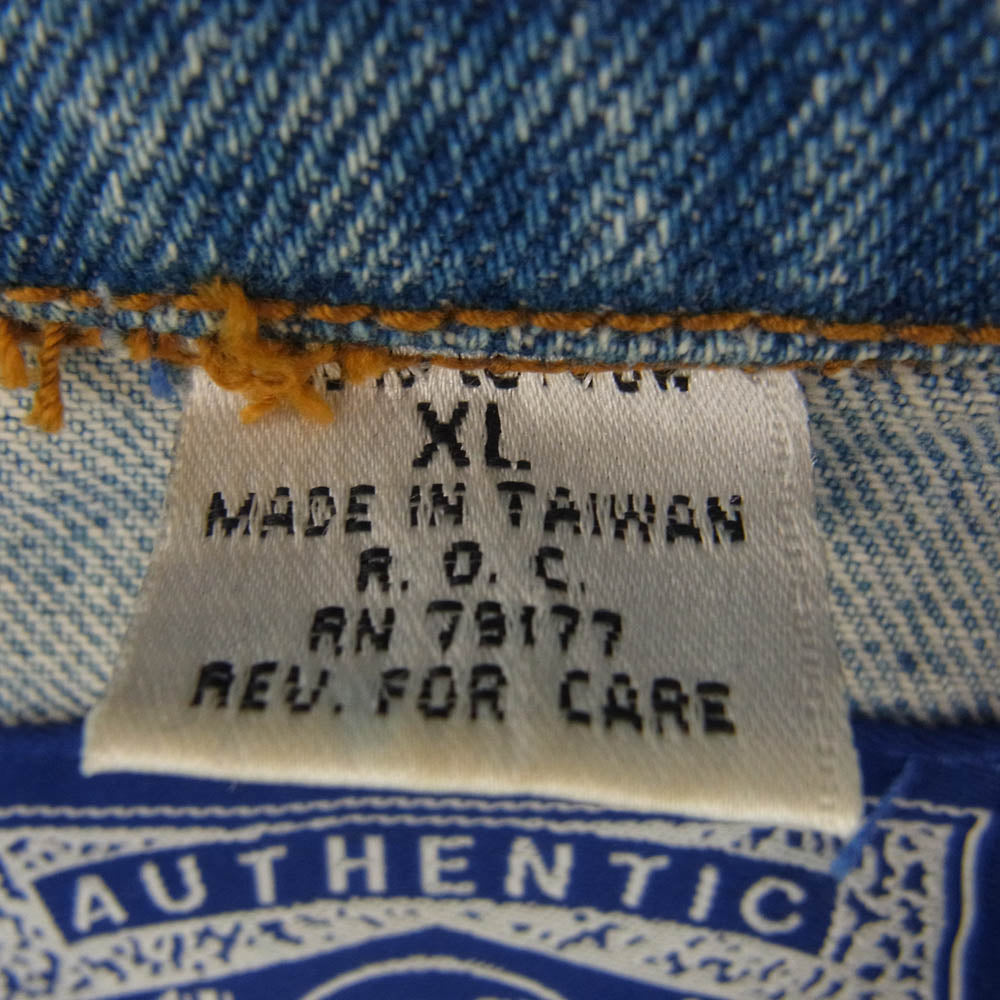 XL
MADE IN TAIWAN
R. O. C.
RN 79177
REV. FOR CARE
AUTHENTIC